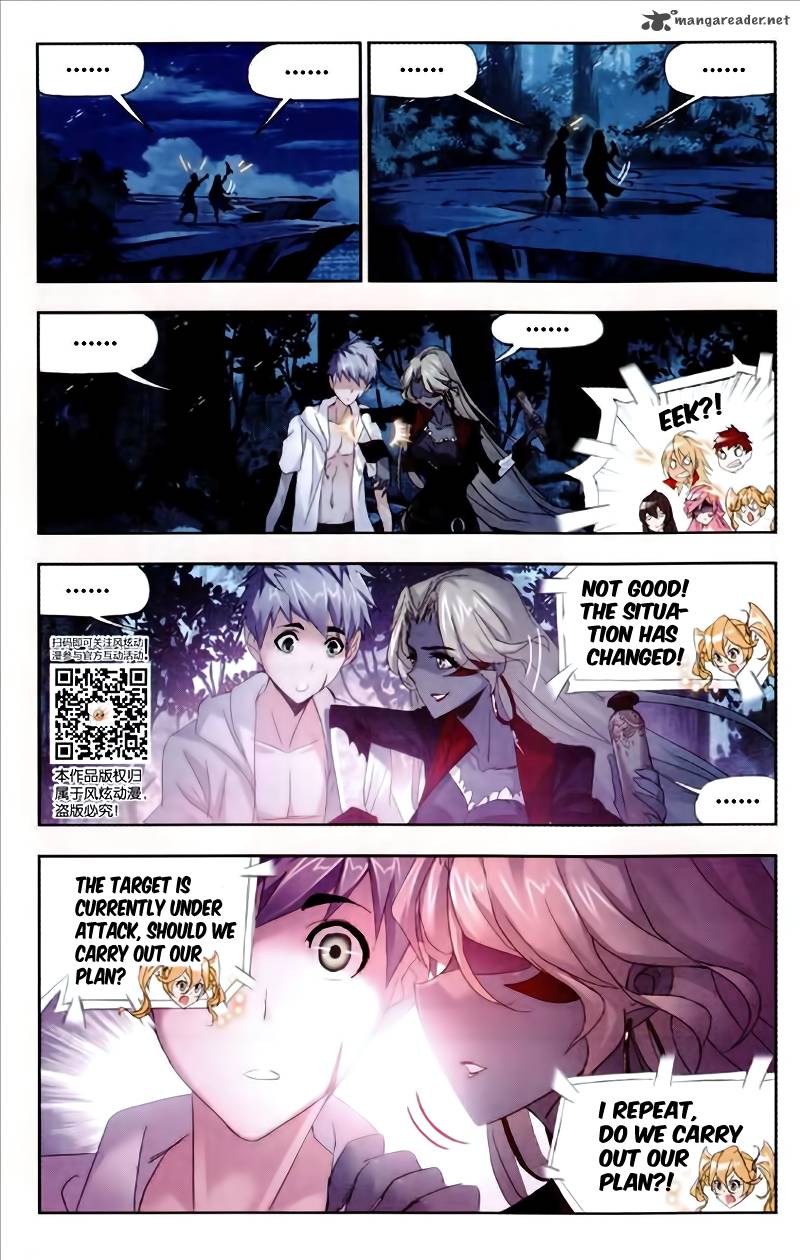 mangareader.net
......
......
......
......
......
......
EEK?!
......
NOT GOOD!
THE SITUA-
TION HAS
CHANGED!
扫码即可关注风炫动
漫参与官方互动活动
本作品版权归
属于风炫动漫,
盗版必究!
......
THE TARGET IS
CURRENTLY UNDER
ATTACK, SHOULD WE
CARRY OUT OUR
PLAN?
I REPEAT,
DO WE CARRY
OUT OUR
PLAN?!